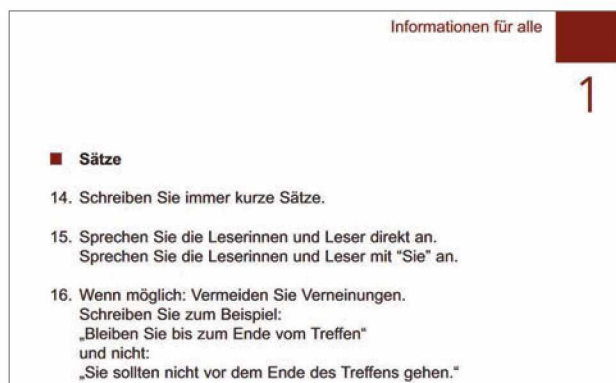 Informationen für alle
1
Sätze
14. Schreiben Sie immer kurze Sätze.
15. Sprechen Sie die Leserinnen und Leser direkt an.
Sprechen Sie die Leserinnen und Leser mit “Sie” an.
16. Wenn möglich: Vermeiden Sie Verneinungen.
Schreiben Sie zum Beispiel:
„Bleiben Sie bis zum Ende vom Treffen“
und nicht:
„Sie sollten nicht vor dem Ende des Treffens gehen.“